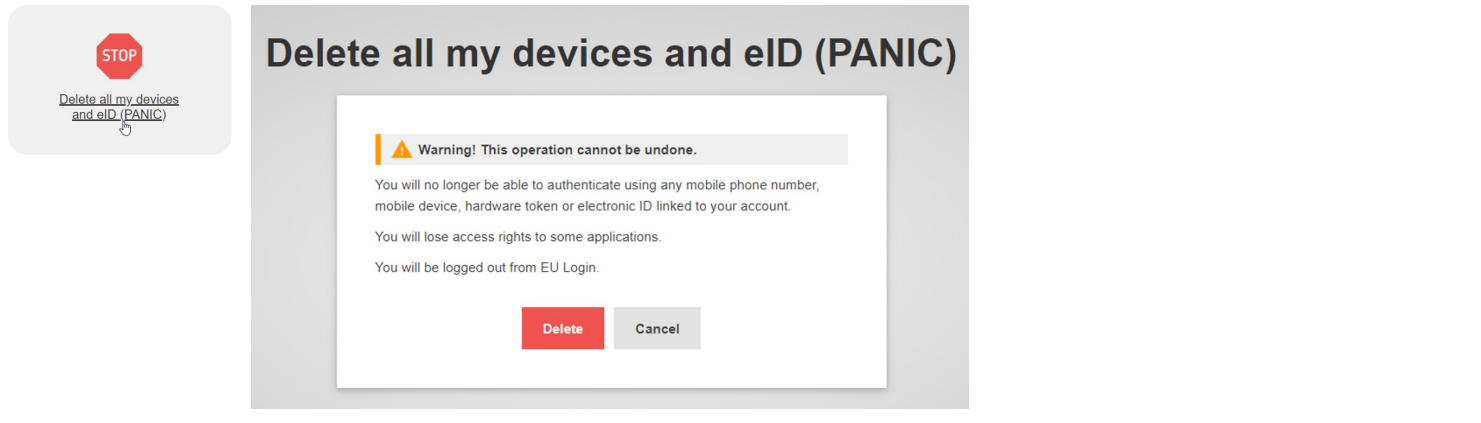 STOP
Delete all my devices
and eID (PANIC)
Delete all my devices and eID (PANIC)
Warning! This operation cannot be undone.
You will no longer be able to authenticate using any mobile phone number,
mobile device, hardware token or electronic ID linked to your account.
You will lose access rights to some applications.
You will be logged out from EU Login.
Delete
Cancel